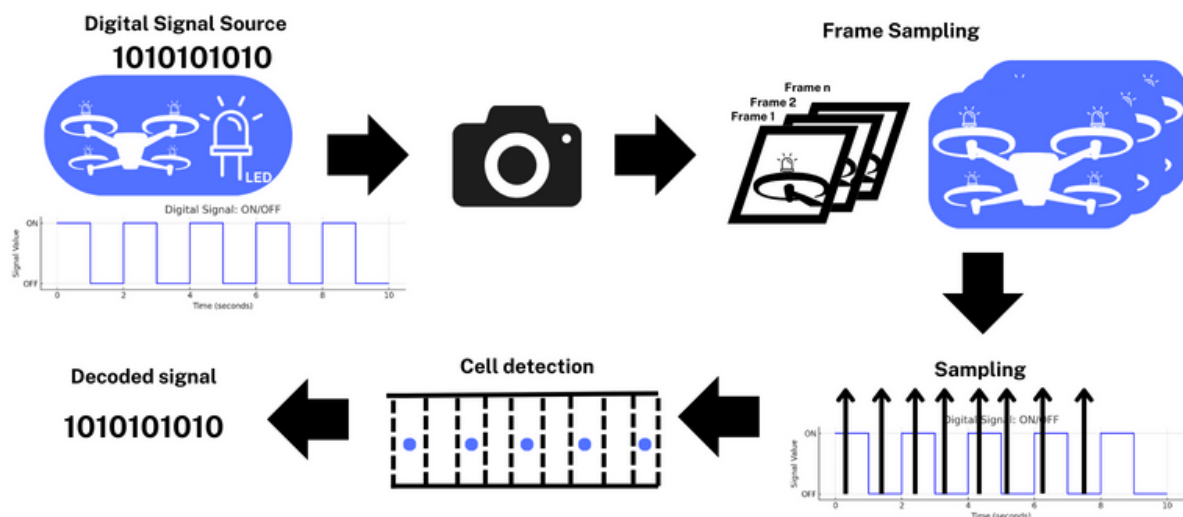 Digital Signal Source
1010101010
LED
Digital Signal: ON/OFF
ON
OFF
Signal Value
0 2 4 6 8 10
Time (seconds)
Frame Sampling
Frame n
Frame 2
Frame 1
Sampling
Digital Signal: ON/OFF
ON
OFF
Signal Value
0 2 4 6 8 10
Time (seconds)
Cell detection
Decoded signal
1010101010